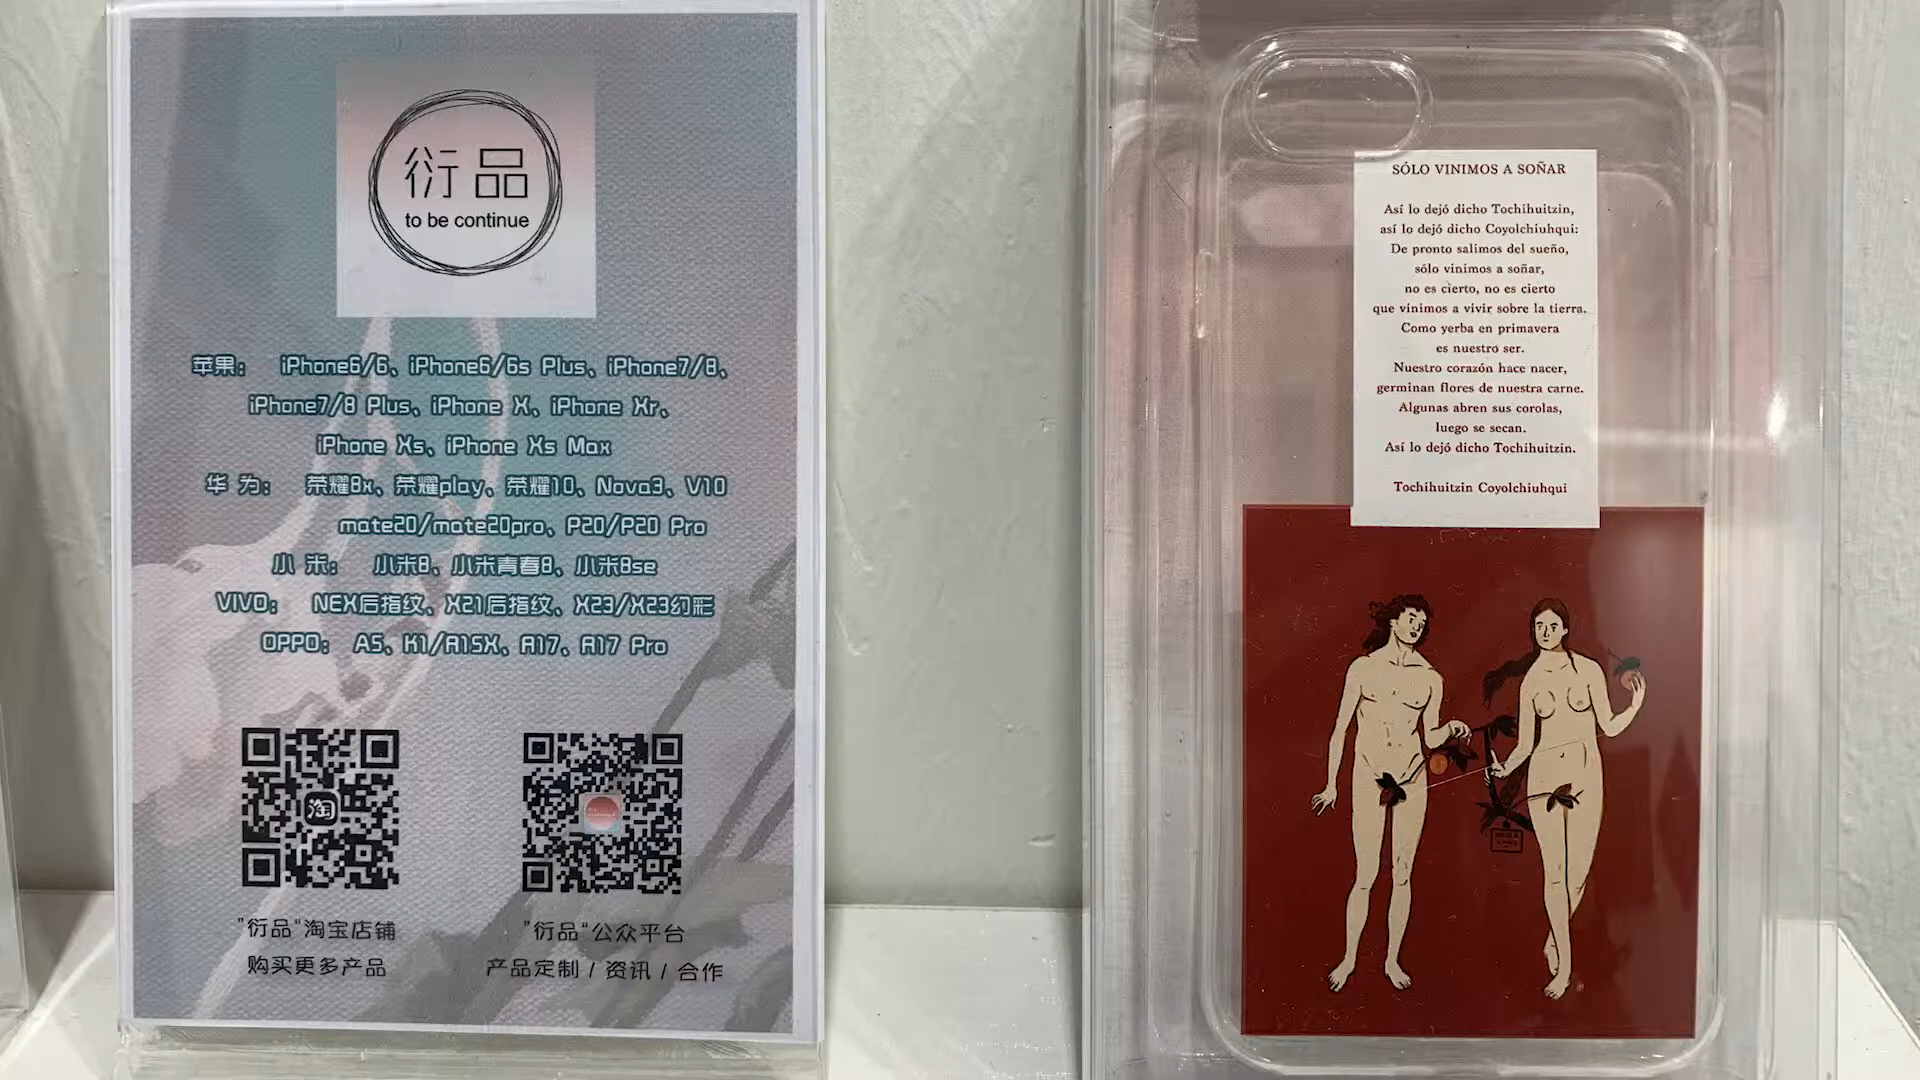 衍品
to be continue
苹果: iPhone6/6、iPhone6/6s Plus、iPhone7/8、
iPhone7/8 Plus、iPhone X、iPhone Xr、
iPhone Xs、iPhone Xs Max
华 为: 荣耀8x、荣耀play、荣耀10、Nova3、V10
mate20/mate20pro、P20/P20 Pro
小 米: 小米8、小米青春8、小米8se
VIVO: NEX后指纹、X21后指纹、X23/X23幻彩
OPPO: A5、K1/A15X、A17、A17 Pro
淘
"衍品“淘宝店铺
购买更多产品
"衍品“公众平台
产品定制 / 资讯 / 合作
SÓLO VINIMOS A SOÑAR
Así lo dejó dicho Tochihuitzin,
así lo dejó dicho Coyolchiuhqui:
De pronto salimos del sueño,
sólo vinimos a soñar,
no es cierto, no es cierto
que vinimos a vivir sobre la tierra.
Como yerba en primavera
es nuestro ser.
Nuestro corazón hace nacer,
germinan flores de nuestra carne.
Algunas abren sus corolas,
luego se secan.
Así lo dejó dicho Tochihuitzin.
Tochihuitzin Coyolchiuhqui